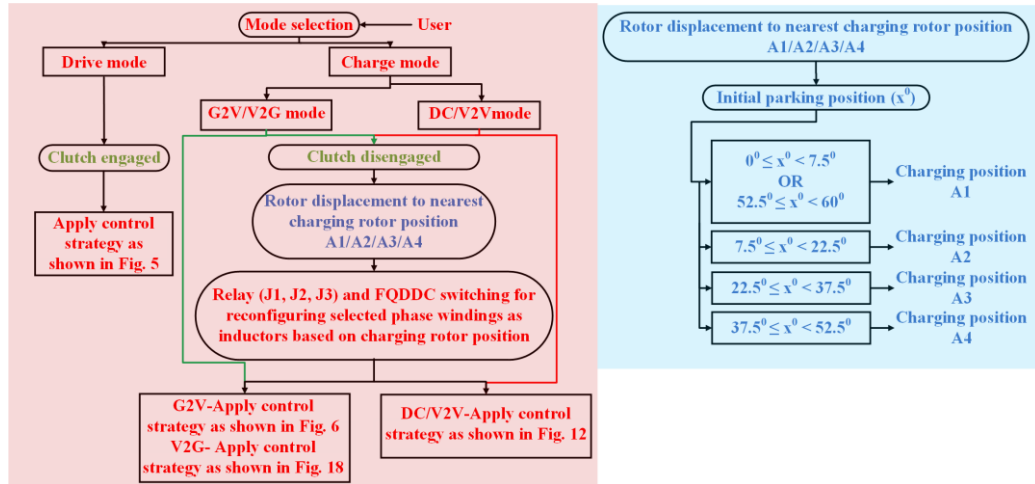 Mode selection
User
Drive mode
Charge mode
G2V/V2G mode
DC/V2Vmode
Clutch engaged
Clutch disengaged
Rotor displacement to nearest
charging rotor position
A1/A2/A3/A4
Apply control
strategy as
shown in Fig. 5
Relay (J1, J2, J3) and FQDDC switching for
reconfiguring selected phase windings as
inductors based on charging rotor position
G2V-Apply control
strategy as shown in Fig. 6
V2G- Apply control
strategy as shown in Fig. 18
DC/V2V-Apply control
strategy as shown in Fig. 12
Rotor displacement to nearest charging rotor position
A1/A2/A3/A4
Initial parking position (x⁰)
0⁰ ≤ x⁰ < 7.5⁰
OR
52.5⁰ ≤ x⁰ < 60⁰
Charging position
A1
7.5⁰ ≤ x⁰ < 22.5⁰
Charging position
A2
22.5⁰ ≤ x⁰ < 37.5⁰
Charging position
A3
37.5⁰ ≤ x⁰ < 52.5⁰
Charging position
A4